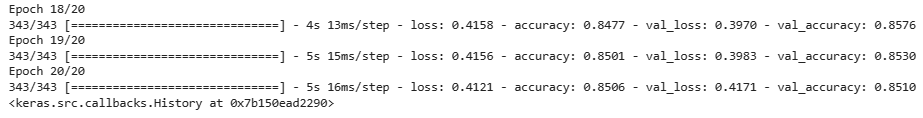 Epoch 18/20
343/343 [==============================] - 4s 13ms/step - loss: 0.4158 - accuracy: 0.8477 - val_loss: 0.3970 - val_accuracy: 0.8576
Epoch 19/20
343/343 [==============================] - 5s 15ms/step - loss: 0.4156 - accuracy: 0.8501 - val_loss: 0.3983 - val_accuracy: 0.8530
Epoch 20/20
343/343 [==============================] - 5s 16ms/step - loss: 0.4121 - accuracy: 0.8506 - val_loss: 0.4171 - val_accuracy: 0.8510
<keras.src.callbacks.History at 0x7b150ead2290>